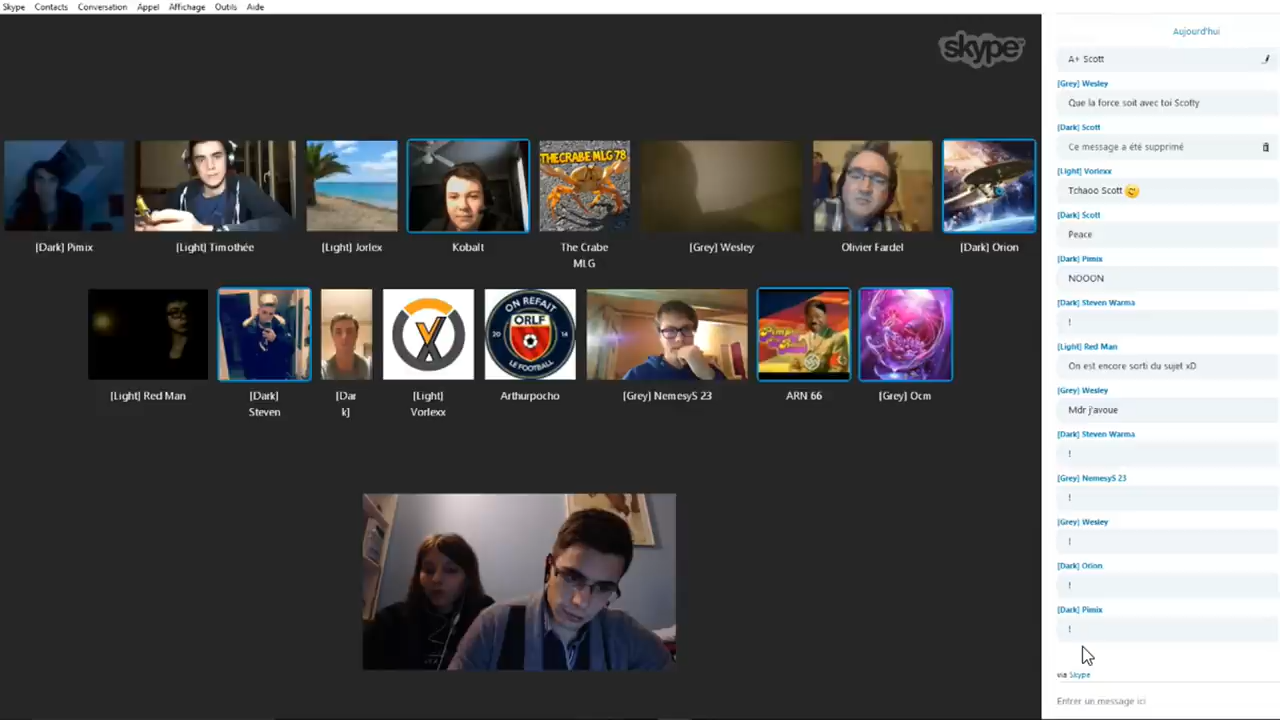 Skype Contacts Conversation Appel Affichage Outils Aide
skype
THECRABE MLG 78
[Dark] Pimix
[Light] Timothée
[Light] Jorlex
Kobalt
The Crabe
MLG
[Grey] Wesley
Olivier Fardel
[Dark] Orion
ON REFAIT
ORLF
20 14
LE FOOTBALL
[Light] Red Man
[Dark]
Steven
[Dar
k]
[Light]
Vorlexx
Arthurpocho
[Grey] NemesyS 23
ARN 66
[Grey] Ocm
Aujourd'hui
A+ Scott
[Grey] Wesley
Que la force soit avec toi Scotty
[Dark] Scott
Ce message a été supprimé
[Light] Vorlexx
Tchaoo Scott
[Dark] Scott
Peace
[Dark] Pimix
NOOON
[Dark] Steven Warma
!
[Light] Red Man
On est encore sorti du sujet xD
[Grey] Wesley
Mdr j'avoue
[Dark] Steven Warma
!
[Grey] NemesyS 23
!
[Grey] Wesley
!
[Dark] Orion
!
[Dark] Pimix
!
via Skype
Entrer un message ici